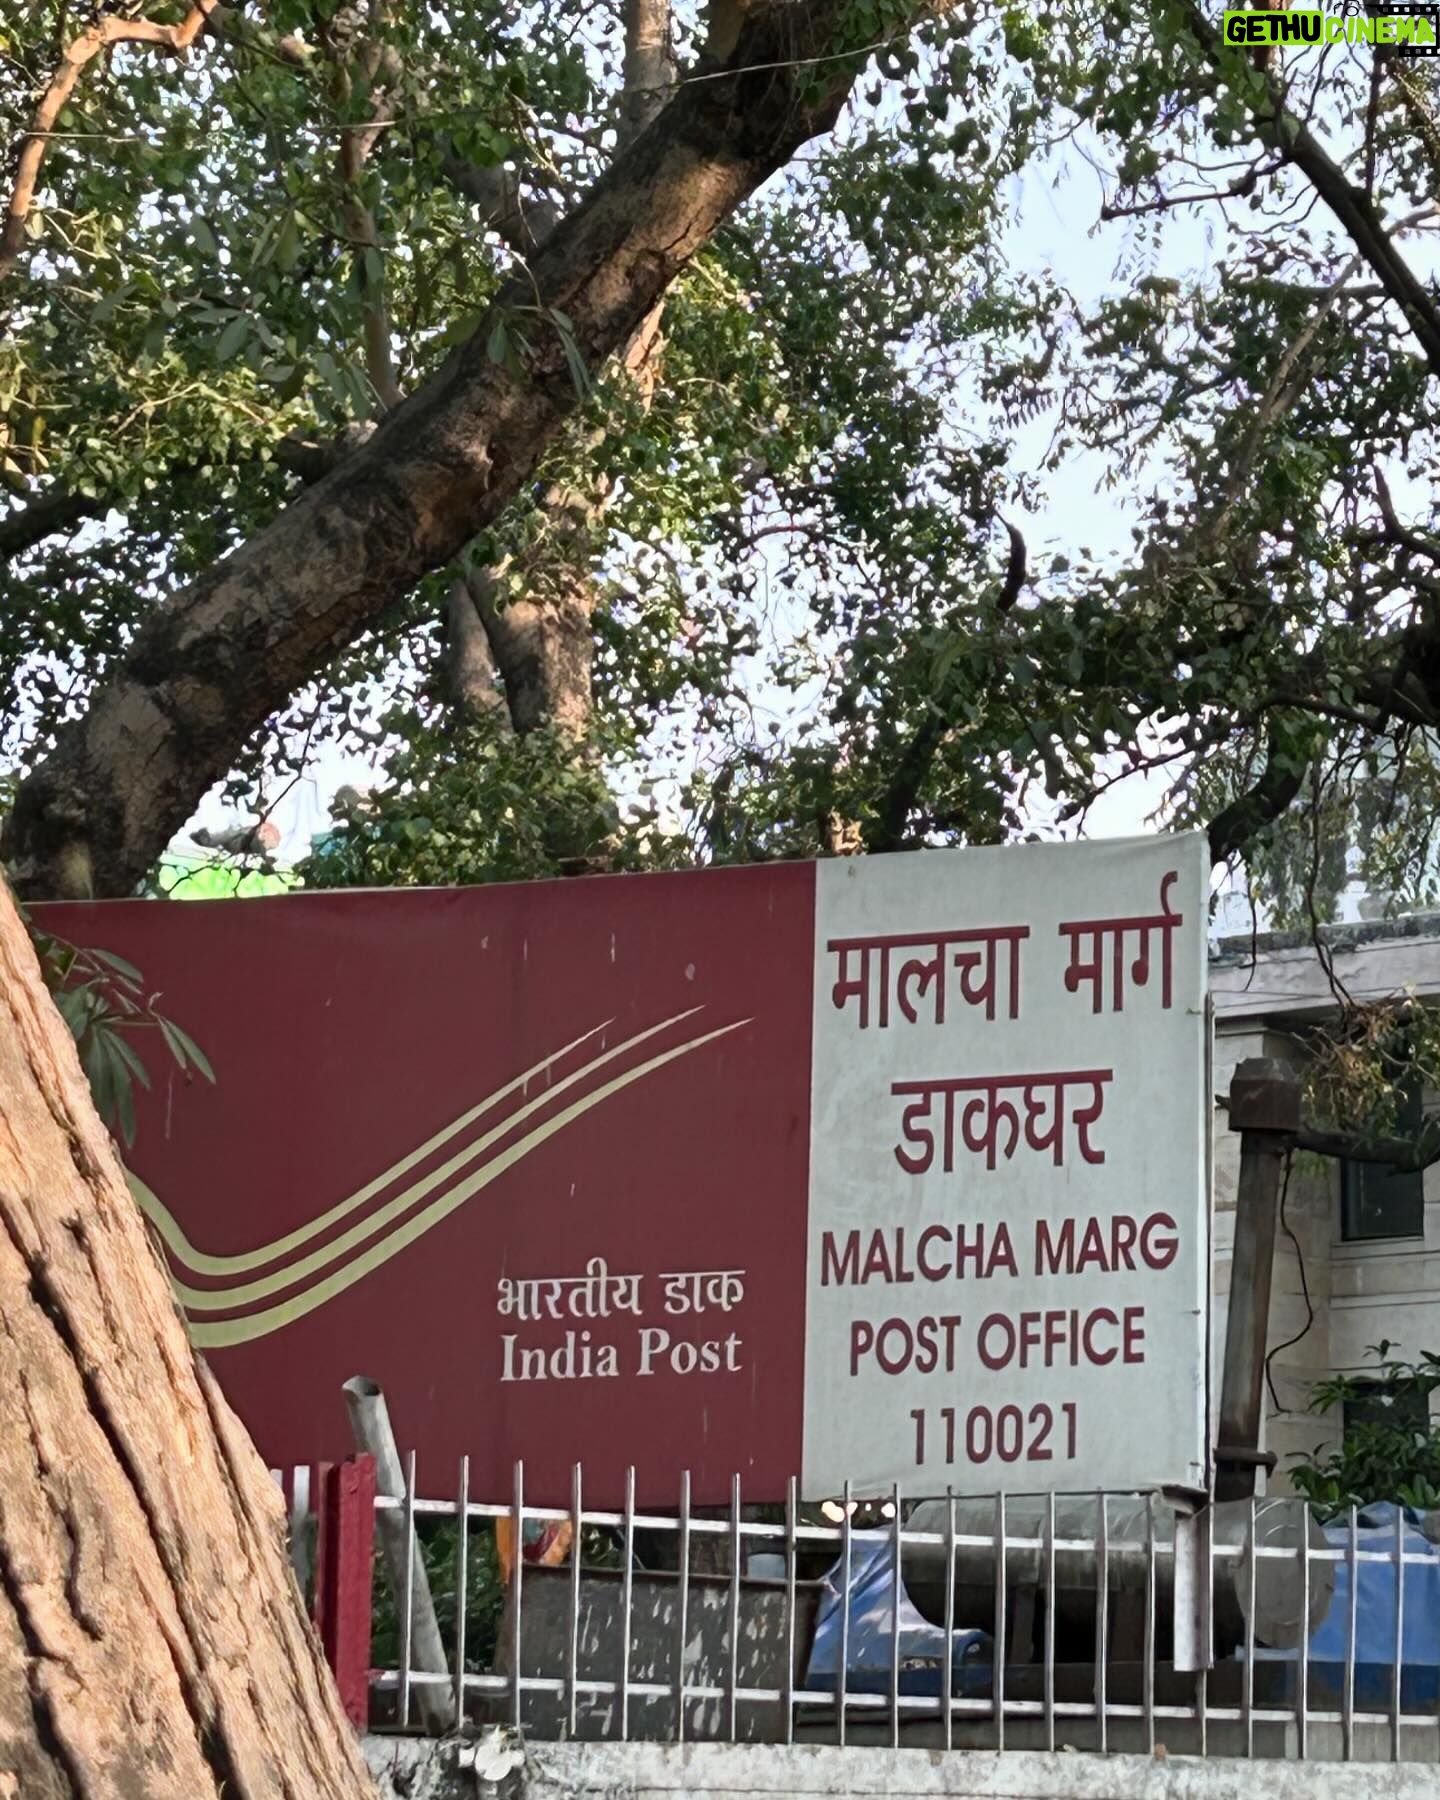 GETHU CINEMA
मालचा मार्ग
डाकघर
MALCHA MARG
POST OFFICE
110021
भारतीय डाक
India Post